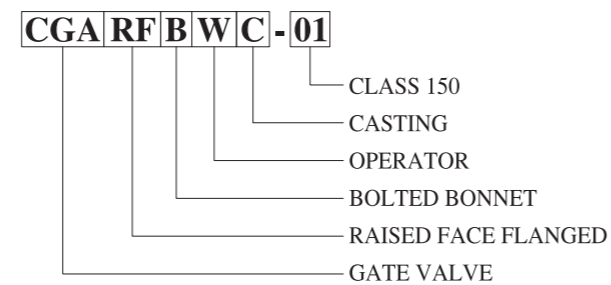 CGA RF B W C - 01
CLASS 150
CASTING
OPERATOR
BOLTED BONNET
RAISED FACE FLANGED
GATE VALVE